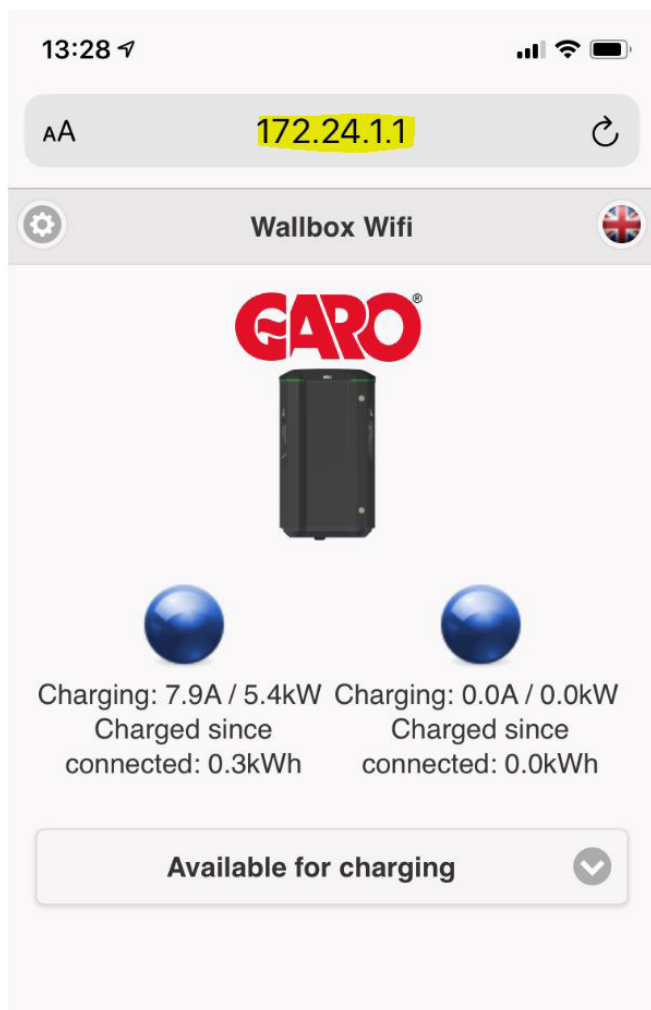 13:28
AA
172.24.1.1
Wallbox Wifi
GARO®
Charging: 7.9A / 5.4kW
Charged since
connected: 0.3kWh
Charging: 0.0A / 0.0kW
Charged since
connected: 0.0kWh
Available for charging